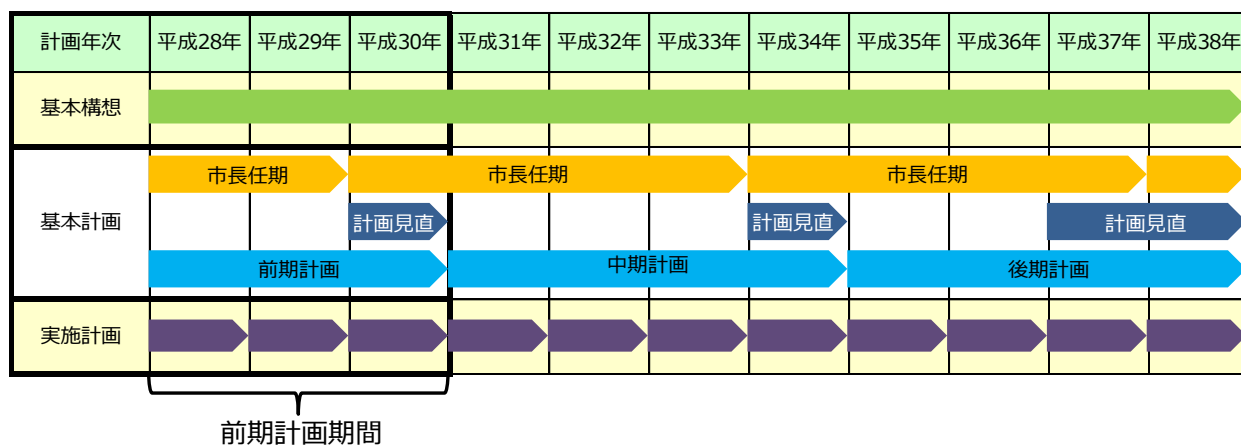 計画年次 平成28年 平成29年 平成30年 平成31年 平成32年 平成33年 平成34年 平成35年 平成36年 平成37年 平成38年
基本構想
基本計画
市長任期 市長任期 市長任期
計画見直 計画見直 計画見直
前期計画 中期計画 後期計画
実施計画
前期計画期間